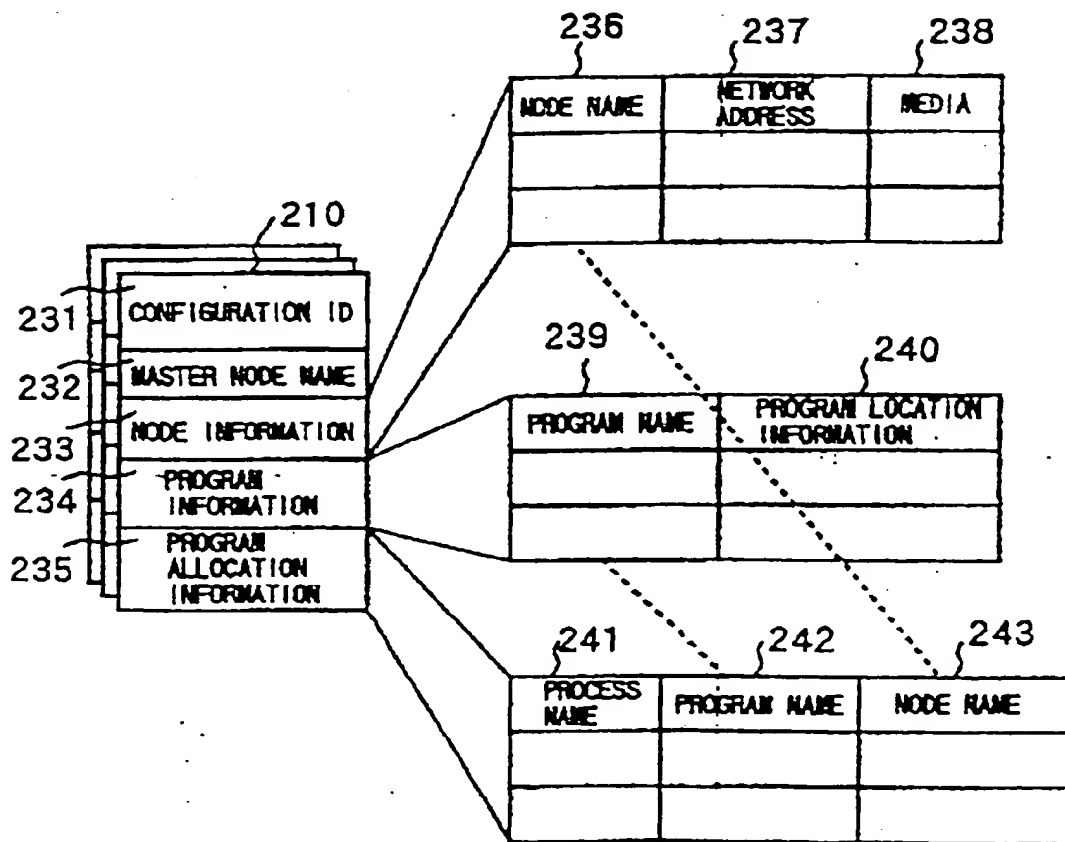 236
237
238
NODE NAME
NETWORK
ADDRESS
MEDIA
210
231
CONFIGURATION ID
232
MASTER NODE NAME
233
NODE INFORMATION
234
PROGRAM
INFORMATION
235
PROGRAM
ALLOCATION
INFORMATION
239
240
PROGRAM NAME
PROGRAM LOCATION
INFORMATION
241
242
243
PROCESS
NAME
PROGRAM NAME
NODE NAME